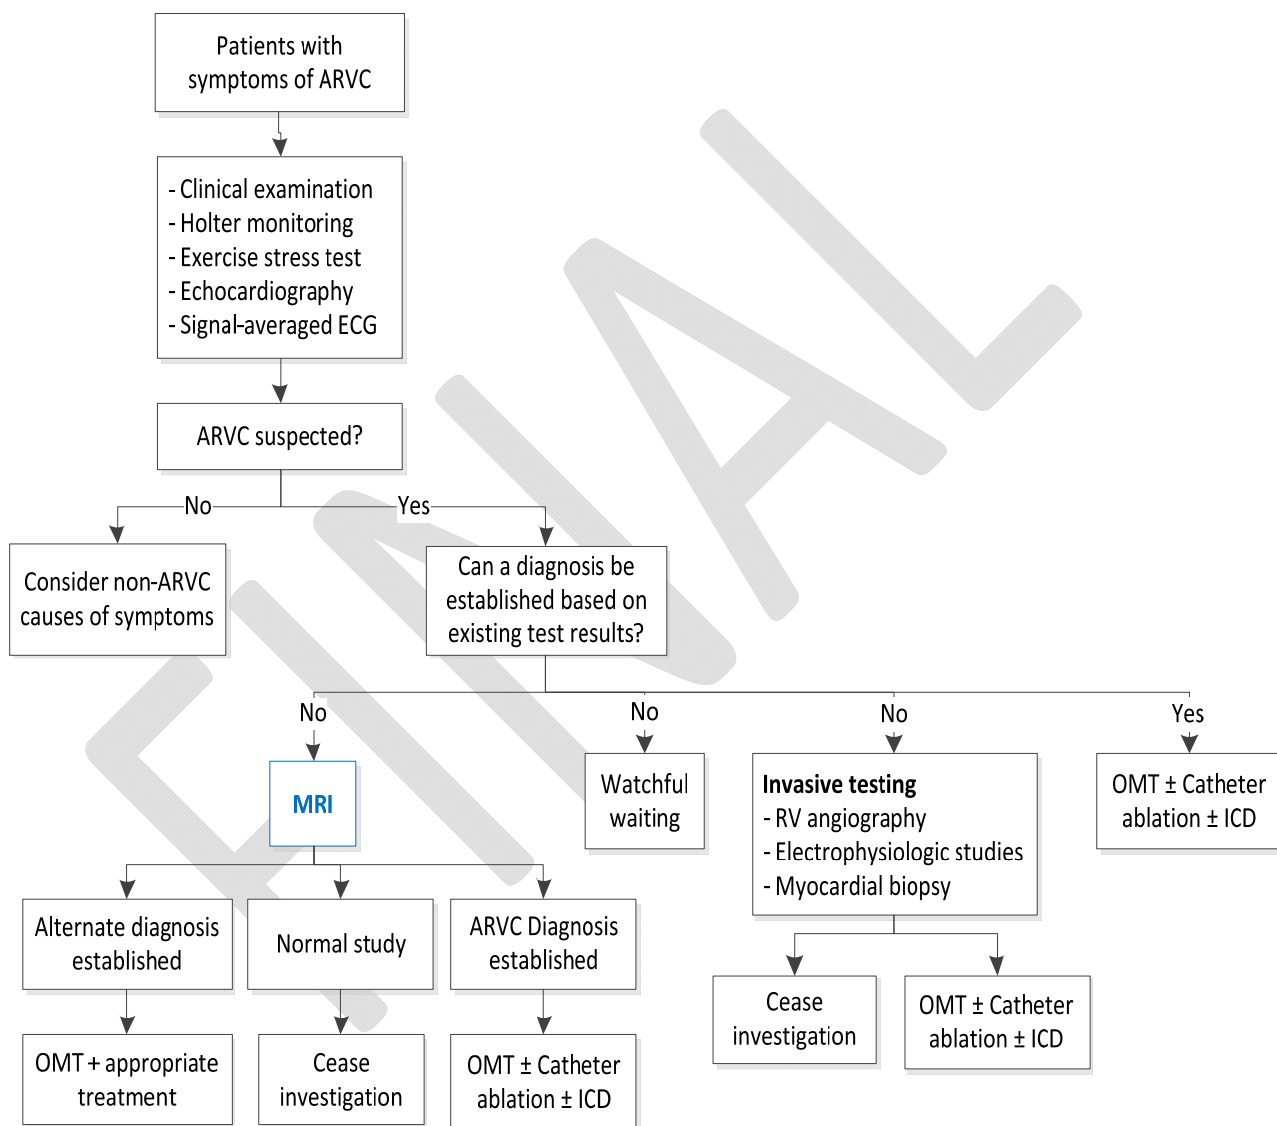 Patients with
symptoms of ARVC
- Clinical examination
- Holter monitoring
- Exercise stress test
- Echocardiography
- Signal-averaged ECG
ARVC suspected?
No
Yes
Consider non-ARVC
causes of symptoms
Can a diagnosis be
established based on
existing test results?
No
No
No
Yes
MRI
Watchful
waiting
Invasive testing
- RV angiography
- Electrophysiologic studies
- Myocardial biopsy
OMT ± Catheter
ablation ± ICD
Alternate diagnosis
established
Normal study
ARVC Diagnosis
established
Cease
investigation
OMT ± Catheter
ablation ± ICD
OMT + appropriate
treatment
Cease
investigation
OMT ± Catheter
ablation ± ICD
FINAL